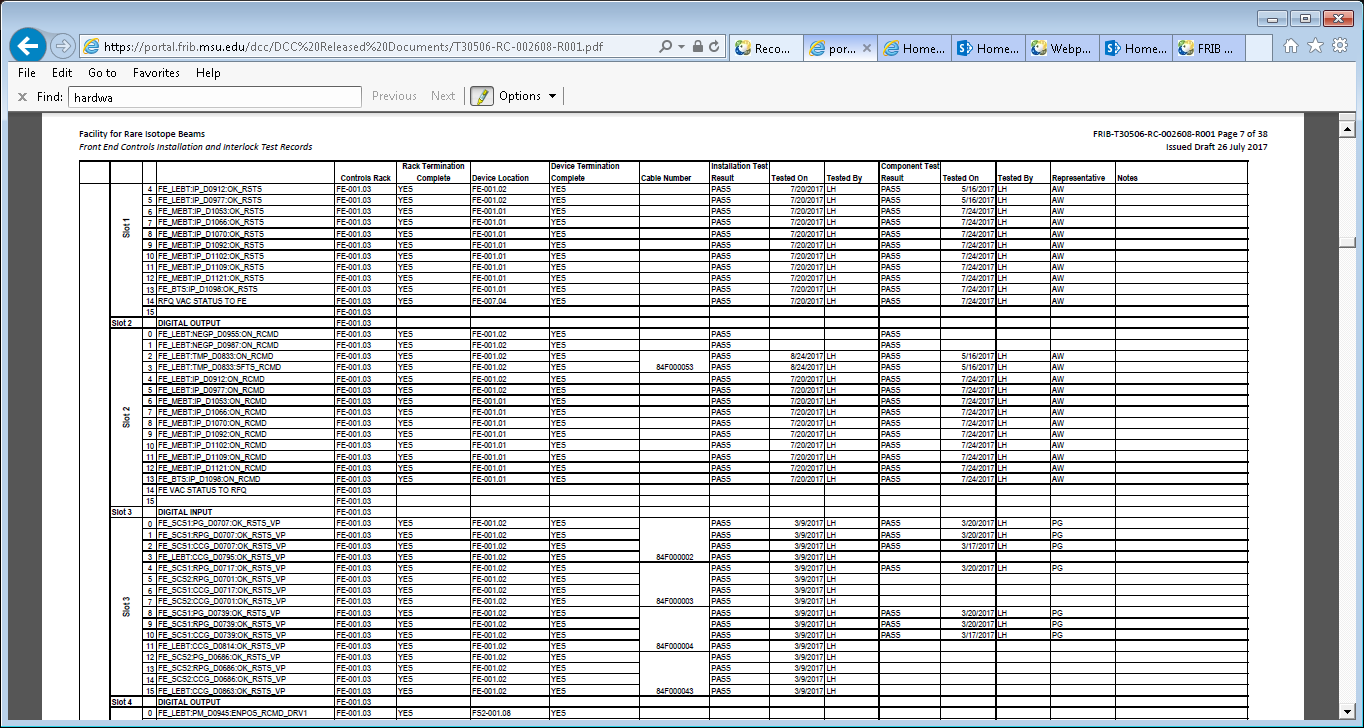 https://portal.frib.msu.edu/dcc/DCC%20Released%20Documents/T30506-RC-002608-R001.pdf Reco... por... Home... Home... Webp... Home... FRIB ...
File Edit Go to Favorites Help
x Find: hardwa Previous Next Options
Facility for Rare Isotope Beams FRIB-T30506-RC-002608-R001 Page 7 of 38
Front End Controls Installation and Interlock Test Records Issued Draft 26 July 2017
Rack Termination Device Termination Installation Test Component Test
Controls Rack Complete Device Location Complete Cable Number Result Tested On Tested By Result Tested On Tested By Representative Notes
Slot 1
4 FE_LEBT:IP_D0912:OK_RSTS FE-001.03 YES FE-001.02 YES PASS 7/20/2017 LH PASS 5/16/2017 LH AW
5 FE_LEBT:IP_D0977:OK_RSTS FE-001.03 YES FE-001.02 YES PASS 7/20/2017 LH PASS 5/16/2017 LH AW
6 FE_MEBT:IP_D1053:OK_RSTS FE-001.03 YES FE-001.01 YES PASS 7/20/2017 LH PASS 7/24/2017 LH AW
7 FE_MEBT:IP_D1066:OK_RSTS FE-001.03 YES FE-001.01 YES PASS 7/20/2017 LH PASS 7/24/2017 LH AW
8 FE_MEBT:IP_D1070:OK_RSTS FE-001.03 YES FE-001.01 YES PASS 7/20/2017 LH PASS 7/24/2017 LH AW
9 FE_MEBT:IP_D1092:OK_RSTS FE-001.03 YES FE-001.01 YES PASS 7/20/2017 LH PASS 7/24/2017 LH AW
10 FE_MEBT:IP_D1102:OK_RSTS FE-001.03 YES FE-001.01 YES PASS 7/20/2017 LH PASS 7/24/2017 LH AW
11 FE_MEBT:IP_D1109:OK_RSTS FE-001.03 YES FE-001.01 YES PASS 7/20/2017 LH PASS 7/24/2017 LH AW
12 FE_MEBT:IP_D1121:OK_RSTS FE-001.03 YES FE-001.01 YES PASS 7/20/2017 LH PASS 7/24/2017 LH AW
13 FE_BTS:IP_D1098:OK_RSTS FE-001.03 YES FE-001.01 YES PASS 7/20/2017 LH PASS 7/24/2017 LH AW
14 RFQ VAC STATUS TO FE FE-001.03 YES FE-007.04 YES PASS 7/20/2017 LH PASS 7/24/2017 LH AW
15 FE-001.03
Slot 2 DIGITAL OUTPUT FE-001.03
Slot 2
0 FE_LEBT:NEGP_D0955:ON_RCMD FE-001.03 YES FE-001.02 YES PASS PASS
1 FE_LEBT:NEGP_D0987:ON_RCMD FE-001.03 YES FE-001.02 YES PASS PASS
2 FE_LEBT:TMP_D0833:ON_RCMD FE-001.03 YES FE-001.02 YES PASS 8/24/2017 LH PASS 5/16/2017 LH AW
3 FE_LEBT:TMP_D0833:SFTS_RCMD FE-001.03 YES FE-001.02 YES 84F000053 PASS 8/24/2017 LH PASS 5/16/2017 LH AW
4 FE_LEBT:IP_D0912:ON_RCMD FE-001.03 YES FE-001.02 YES PASS 7/20/2017 LH PASS 7/24/2017 LH AW
5 FE_LEBT:IP_D0977:ON_RCMD FE-001.03 YES FE-001.02 YES PASS 7/20/2017 LH PASS 7/24/2017 LH AW
6 FE_MEBT:IP_D1053:ON_RCMD FE-001.03 YES FE-001.01 YES PASS 7/20/2017 LH PASS 7/24/2017 LH AW
7 FE_MEBT:IP_D1066:ON_RCMD FE-001.03 YES FE-001.01 YES PASS 7/20/2017 LH PASS 7/24/2017 LH AW
8 FE_MEBT:IP_D1070:ON_RCMD FE-001.03 YES FE-001.01 YES PASS 7/20/2017 LH PASS 7/24/2017 LH AW
9 FE_MEBT:IP_D1092:ON_RCMD FE-001.03 YES FE-001.01 YES PASS 7/20/2017 LH PASS 7/24/2017 LH AW
10 FE_MEBT:IP_D1102:ON_RCMD FE-001.03 YES FE-001.01 YES PASS 7/20/2017 LH PASS 7/24/2017 LH AW
11 FE_MEBT:IP_D1109:ON_RCMD FE-001.03 YES FE-001.01 YES PASS 7/20/2017 LH PASS 7/24/2017 LH AW
12 FE_MEBT:IP_D1121:ON_RCMD FE-001.03 YES FE-001.01 YES PASS 7/20/2017 LH PASS 7/24/2017 LH AW
13 FE_BTS:IP_D1098:ON_RCMD FE-001.03 YES FE-001.01 YES PASS 7/20/2017 LH PASS 7/24/2017 LH AW
14 FE VAC STATUS TO RFQ FE-001.03
15 FE-001.03
Slot 3 DIGITAL INPUT FE-001.03
Slot 3
0 FE_SCS1:PG_D0707:OK_RSTS_VP FE-001.03 YES FE-001.02 YES PASS 3/9/2017 LH PASS 3/20/2017 LH PG
1 FE_SCS1:RPG_D0707:OK_RSTS_VP FE-001.03 YES FE-001.02 YES PASS 3/9/2017 LH PASS 3/20/2017 LH PG
2 FE_SCS1:CCG_D0707:OK_RSTS_VP FE-001.03 YES FE-001.02 YES PASS 3/9/2017 LH PASS 3/17/2017 LH PG
3 FE_LEBT:CCG_D0795:OK_RSTS_VP FE-001.03 YES FE-001.02 YES 84F000002 PASS 3/9/2017 LH
4 FE_SCS1:RPG_D0717:OK_RSTS_VP FE-001.03 YES FE-001.02 YES PASS 3/9/2017 LH PASS 3/20/2017 LH PG
5 FE_SCS2:RPG_D0701:OK_RSTS_VP FE-001.03 YES FE-001.02 YES PASS 3/9/2017 LH
6 FE_SCS1:CCG_D0717:OK_RSTS_VP FE-001.03 YES FE-001.02 YES PASS 3/9/2017 LH
7 FE_SCS2:CCG_D0701:OK_RSTS_VP FE-001.03 YES FE-001.02 YES 84F000003 PASS 3/9/2017 LH
8 FE_SCS1:PG_D0739:OK_RSTS_VP FE-001.03 YES FE-001.02 YES PASS 3/9/2017 LH PASS 3/20/2017 LH PG
9 FE_SCS1:RPG_D0739:OK_RSTS_VP FE-001.03 YES FE-001.02 YES PASS 3/9/2017 LH PASS 3/20/2017 LH PG
10 FE_SCS1:CCG_D0739:OK_RSTS_VP FE-001.03 YES FE-001.02 YES PASS 3/9/2017 LH PASS 3/17/2017 LH PG
11 FE_LEBT:CCG_D0814:OK_RSTS_VP FE-001.03 YES FE-001.02 YES 84F000004 PASS 3/9/2017 LH
12 FE_SCS2:PG_D0686:OK_RSTS_VP FE-001.03 YES FE-001.02 YES PASS 3/9/2017 LH
13 FE_SCS2:RPG_D0686:OK_RSTS_VP FE-001.03 YES FE-001.02 YES PASS 3/9/2017 LH
14 FE_SCS2:CCG_D0686:OK_RSTS_VP FE-001.03 YES FE-001.02 YES PASS 3/9/2017 LH
15 FE_LEBT:CCG_D0863:OK_RSTS_VP FE-001.03 YES FE-001.02 YES 84F000043 PASS 3/9/2017 LH
Slot 4 DIGITAL OUTPUT FE-001.03
0 FE_LEBT:PM_D0945:ENPOS_RCMD_DRV1 FE-001.03 YES FS2-001.08 YES